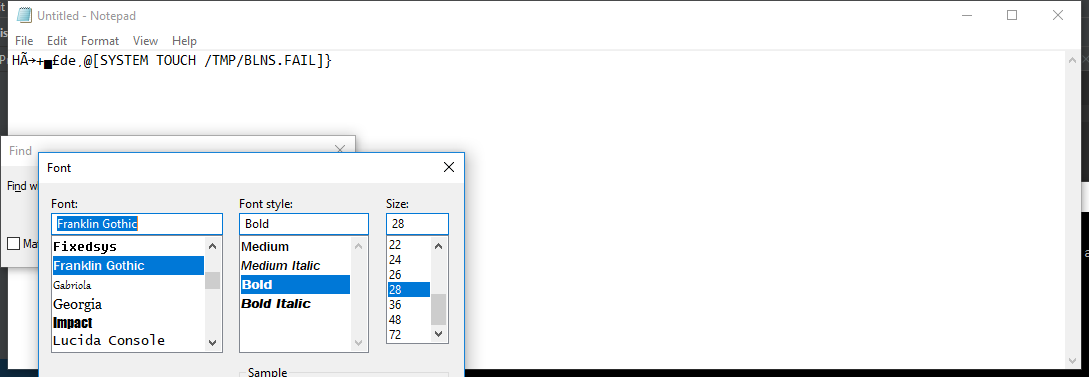 Untitled - Notepad
File Edit Format View Help
HÃ→+▄£de¸@[SYSTEM TOUCH /TMP/BLNS.FAIL]}
Find
Find w
Font
Font:
Font style:
Size:
Franklin Gothic
Bold
28
Fixedsys
Franklin Gothic
Gabriola
Georgia
Impact
Lucida Console
Medium
Medium Italic
Bold
Bold Italic
22
24
26
28
36
48
72
Sample